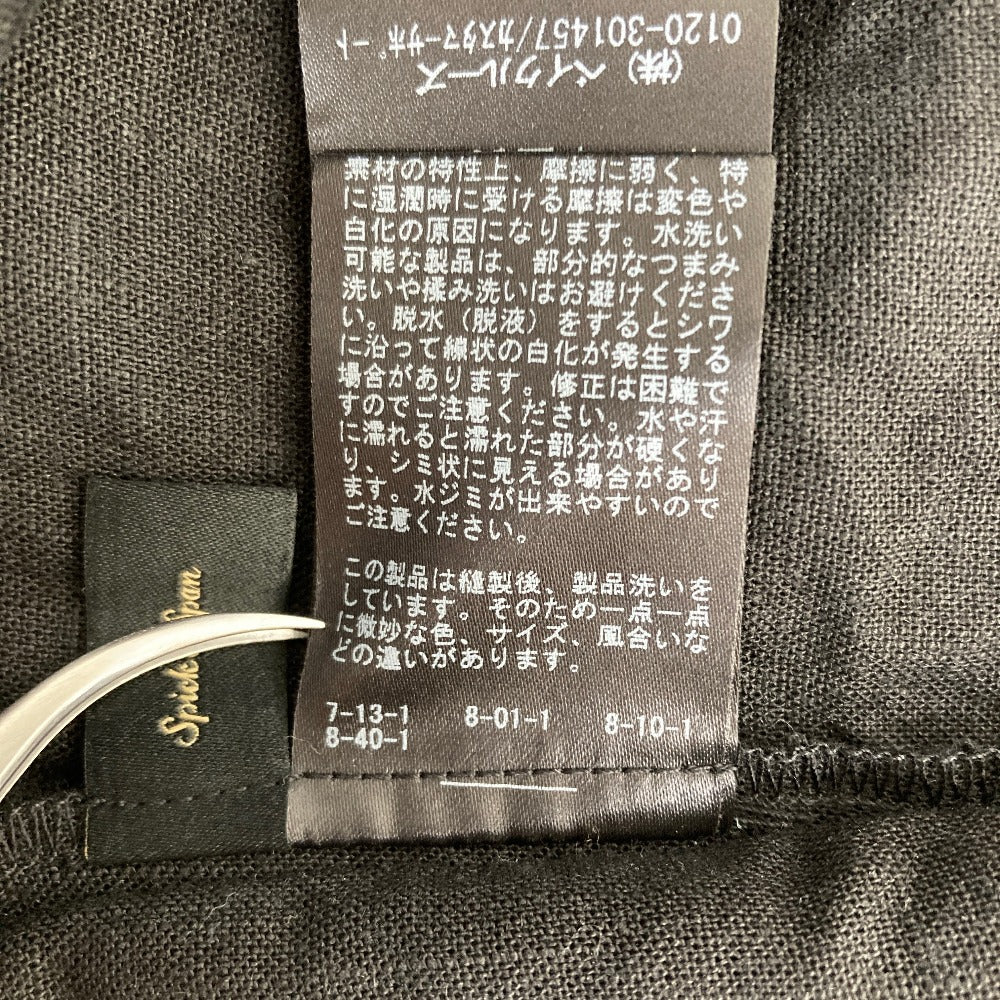 (株) ベイクルーズ
0120-301457/カスタマーサポート
素材の特性上、摩擦に弱く、特
に湿潤時に受ける摩擦は変色や
白化の原因になります。水洗い
可能な製品は、部分的なつまみ
洗いや揉み洗いはお避けくださ
い。脱水（脱液）をするとシワ
に沿って線状の白化が発生する
場合があります。修正は困難で
すのでご注意ください。水や汗
に濡れると濡れた部分が硬くな
り、シミ状に見える場合があり
ます。水ジミが出来やすいので
ご注意ください。
この製品は縫製後、製品洗いを
しています。そのため一点一点
に微妙な色、サイズ、風合いな
どの違いがあります。
7-13-1 8-01-1 8-10-1
8-40-1
Spick Span